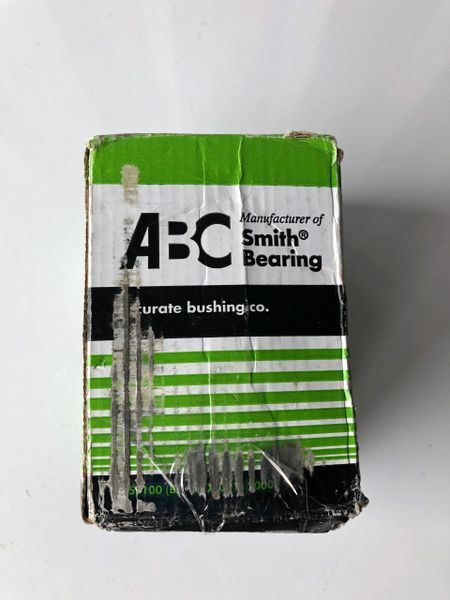 ABC
Manufacturer of
Smith®
Bearing
curate bushing co.